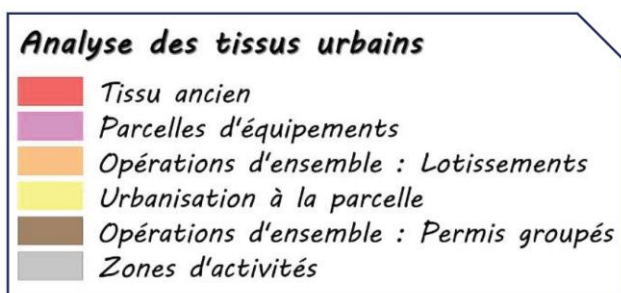 Analyse des tissus urbains
Tissu ancien
Parcelles d'équipements
Opérations d'ensemble : Lotissements
Urbanisation à la parcelle
Opérations d'ensemble : Permis groupés
Zones d'activités